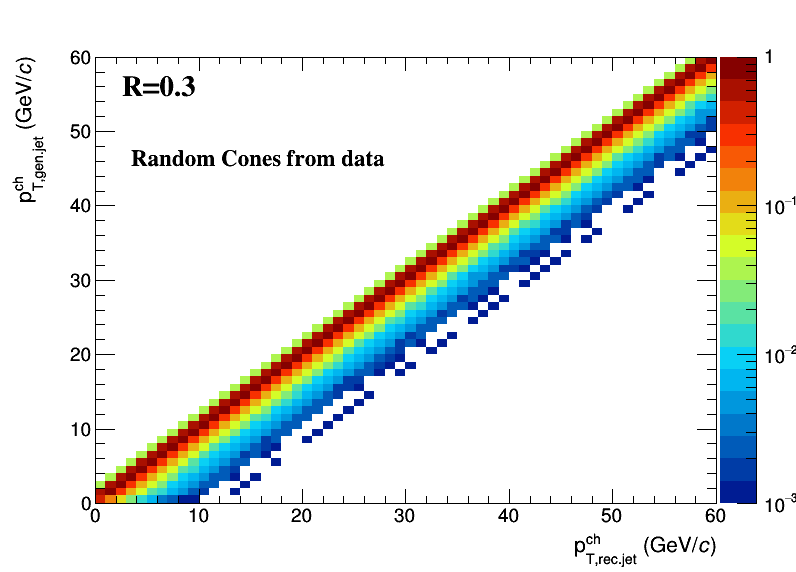 R=0.3
Random Cones from data
p^ch_T,gen.jet (GeV/c)
60
50
40
30
20
10
0
0 10 20 30 40 50 60
p^ch_T,rec.jet (GeV/c)
1
10⁻¹
10⁻²
10⁻³